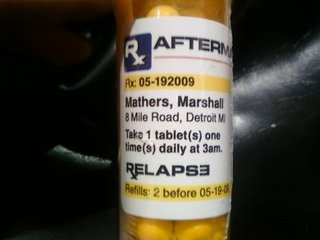 Rx AFTERM
Rx: 05-192009
Mathers, Marshall
8 Mile Road, Detroit MI
Take 1 tablet(s) one
time(s) daily at 3am.
RELAPSE
Refills: 2 before 05-19-09